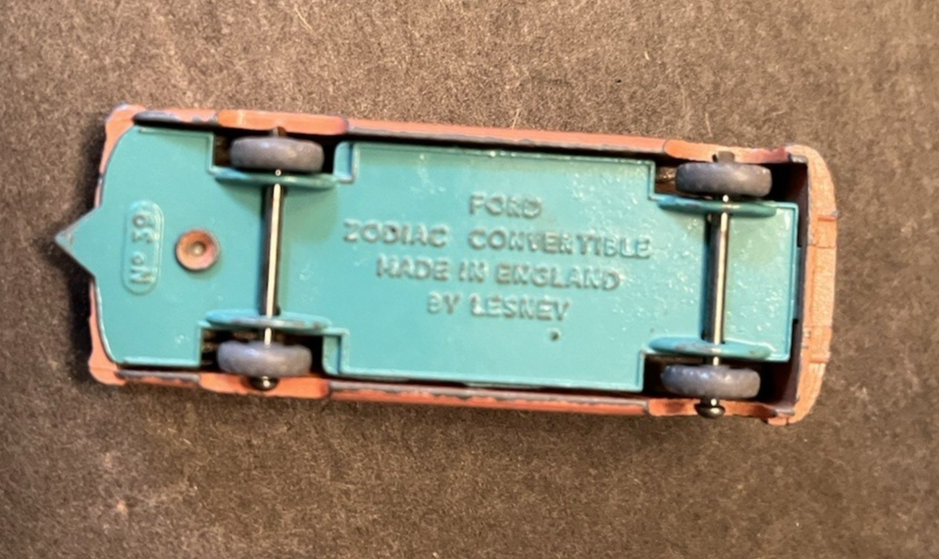 FORD
ZODIAC CONVERTIBLE
MADE IN ENGLAND
BY LESNEY
No 39